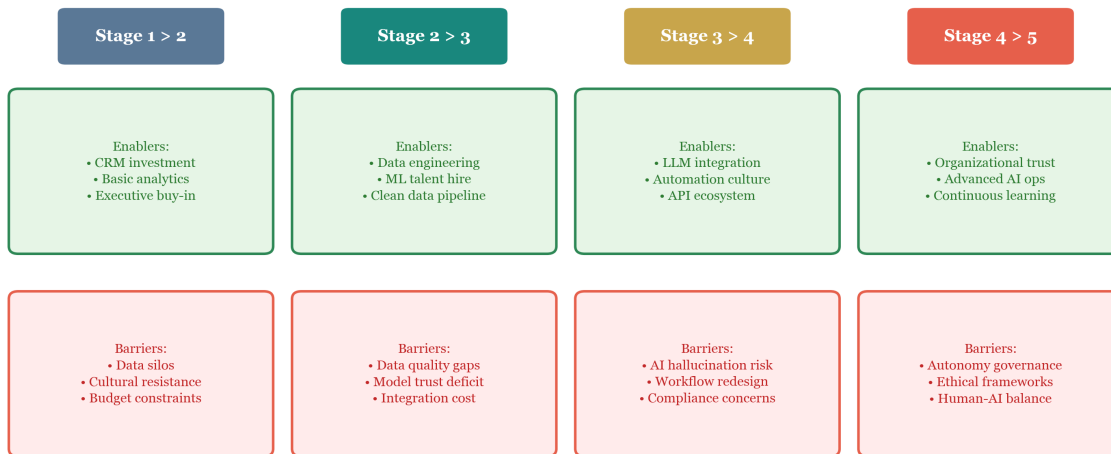 Stage 1 > 2
Stage 2 > 3
Stage 3 > 4
Stage 4 > 5
Enablers:
• CRM investment
• Basic analytics
• Executive buy-in
Enablers:
• Data engineering
• ML talent hire
• Clean data pipeline
Enablers:
• LLM integration
• Automation culture
• API ecosystem
Enablers:
• Organizational trust
• Advanced AI ops
• Continuous learning
Barriers:
• Data silos
• Cultural resistance
• Budget constraints
Barriers:
• Data quality gaps
• Model trust deficit
• Integration cost
Barriers:
• AI hallucination risk
• Workflow redesign
• Compliance concerns
Barriers:
• Autonomy governance
• Ethical frameworks
• Human-AI balance